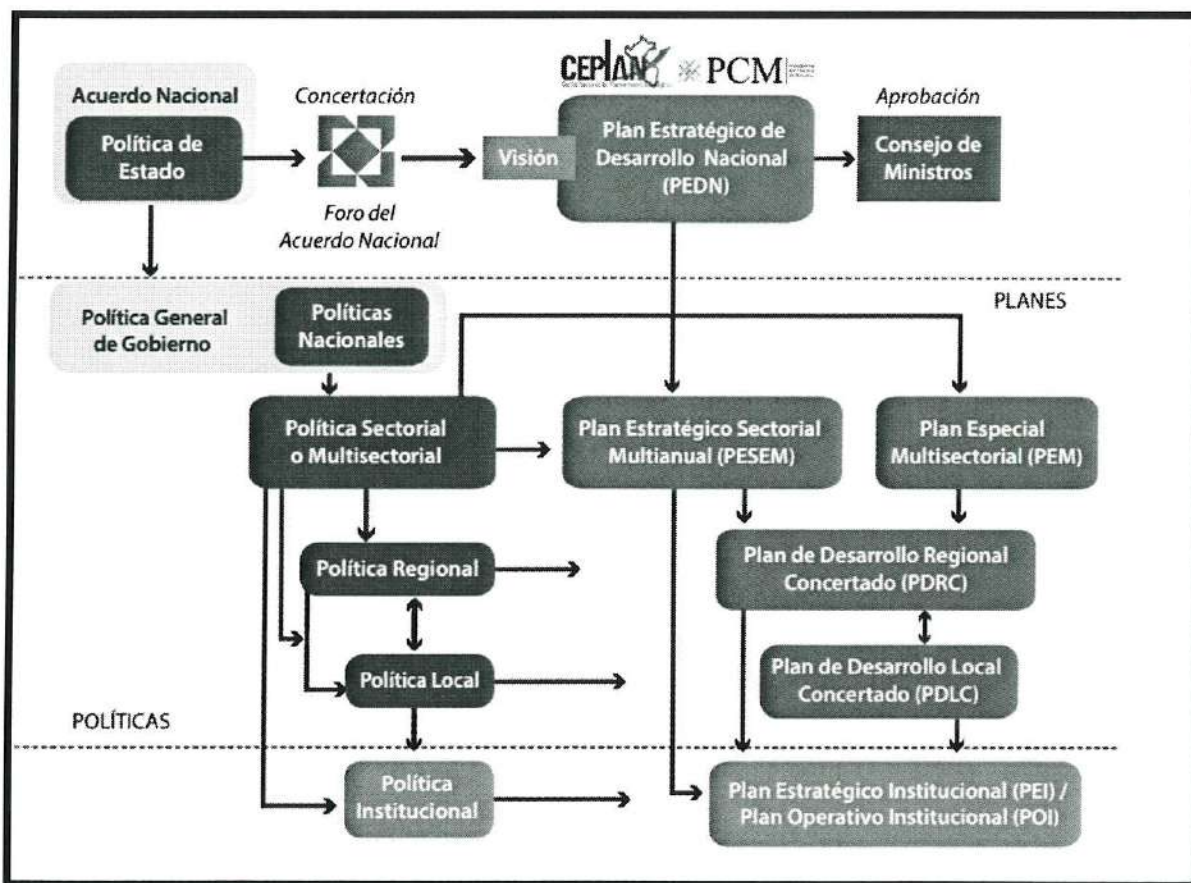 CEPLAN
PCM
Acuerdo Nacional
Política de
Estado
Concertación
Foro del
Acuerdo Nacional
Visión
Plan Estratégico de
Desarrollo Nacional
(PEDN)
Aprobación
Consejo de
Ministros
PLANES
Política General
de Gobierno
Políticas
Nacionales
Política Sectorial
o Multisectorial
Plan Estratégico Sectorial
Multianual (PESEM)
Plan Especial
Multisectorial (PEM)
Política Regional
Plan de Desarrollo Regional
Concertado (PDRC)
Política Local
Plan de Desarrollo Local
Concertado (PDLC)
POLÍTICAS
Política
Institucional
Plan Estratégico Institucional (PEI) /
Plan Operativo Institucional (POI)